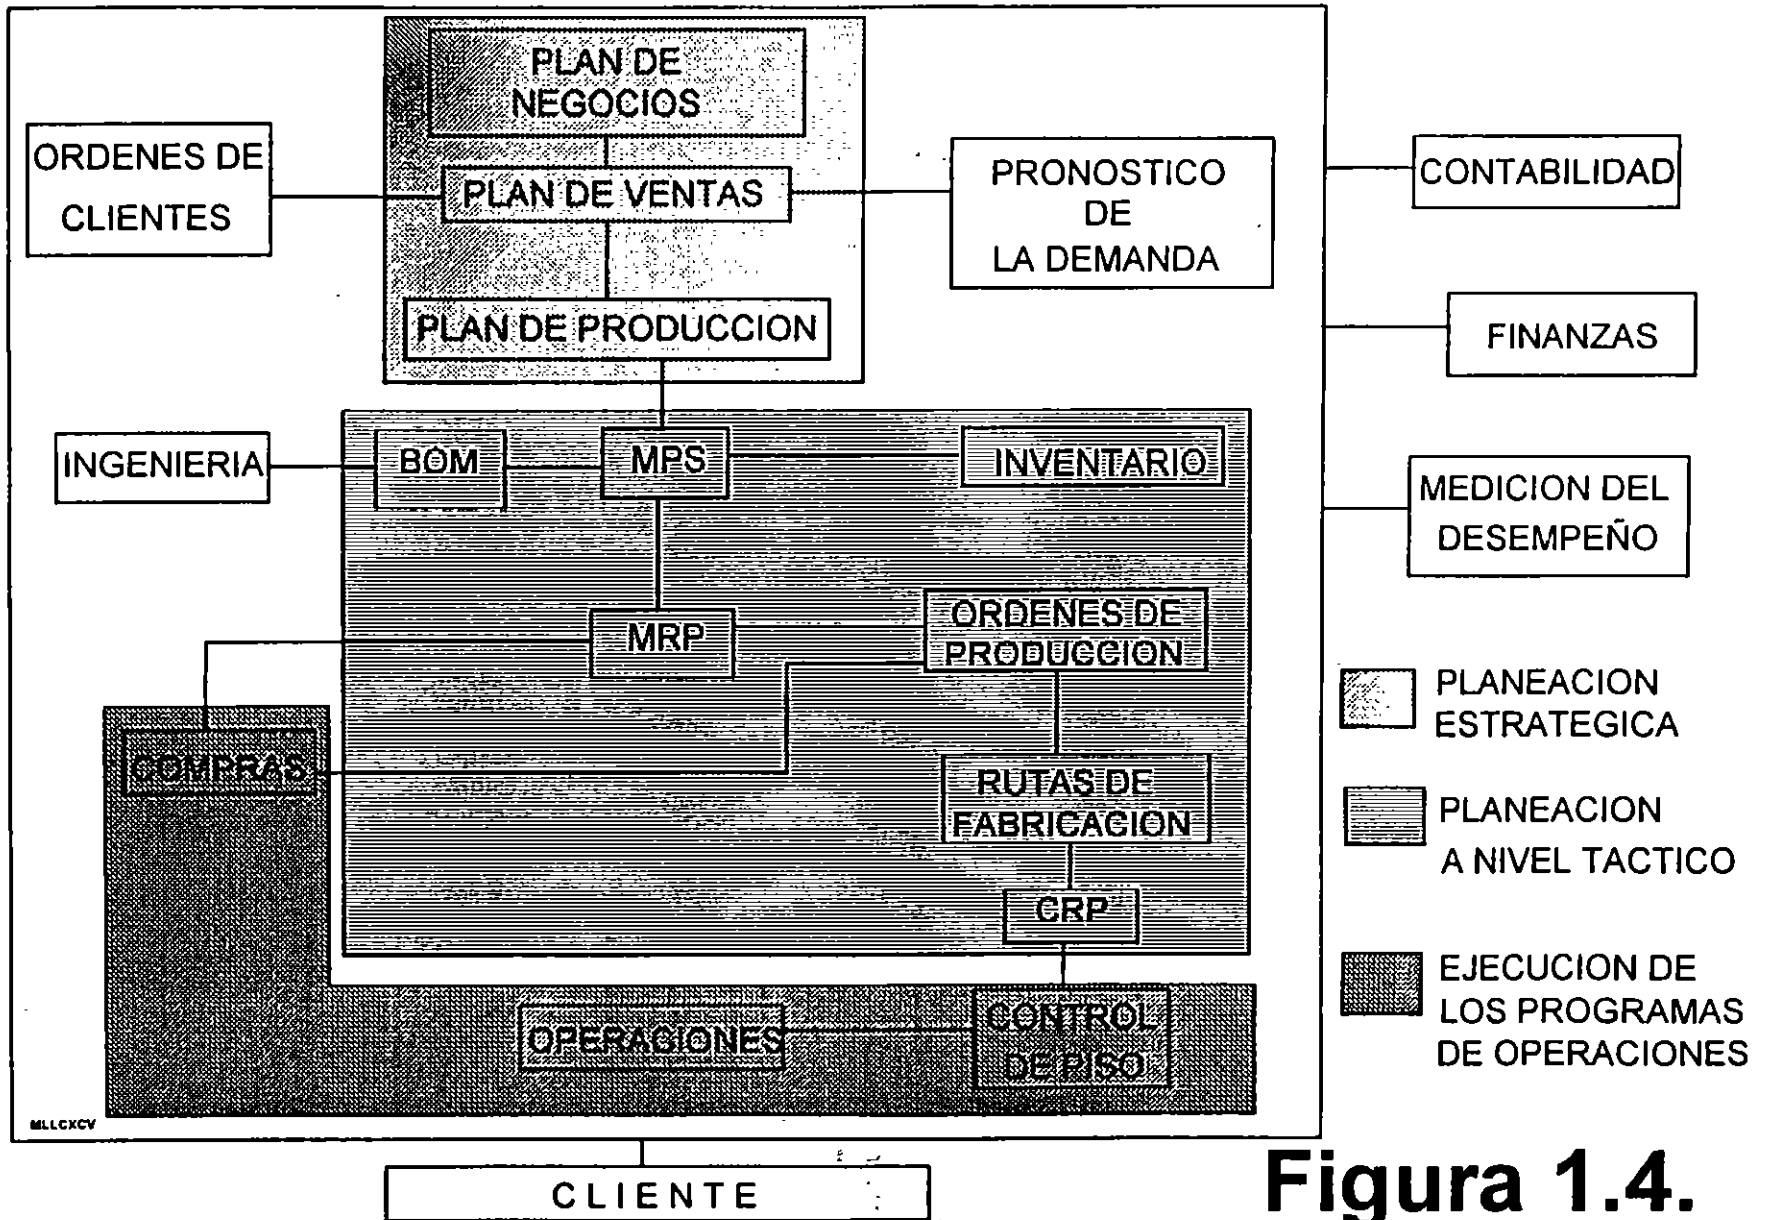 PLAN DE
NEGOCIOS
ORDENES DE
CLIENTES
PLAN DE VENTAS
PRONOSTICO
DE
LA DEMANDA
CONTABILIDAD
PLAN DE PRODUCCION
FINANZAS
INGENIERIA
BOM
MPS
INVENTARIO
MEDICION DEL
DESEMPEÑO
MRP
ORDENES DE
PRODUCCION
PLANEACION
ESTRATEGICA
COMPRAS
RUTAS DE
FABRICACION
PLANEACION
A NIVEL TACTICO
CRP
EJECUCION DE
LOS PROGRAMAS
DE OPERACIONES
OPERACIONES
CONTROL
DE PISO
MLLCXCV
CLIENTE
Figura 1.4.